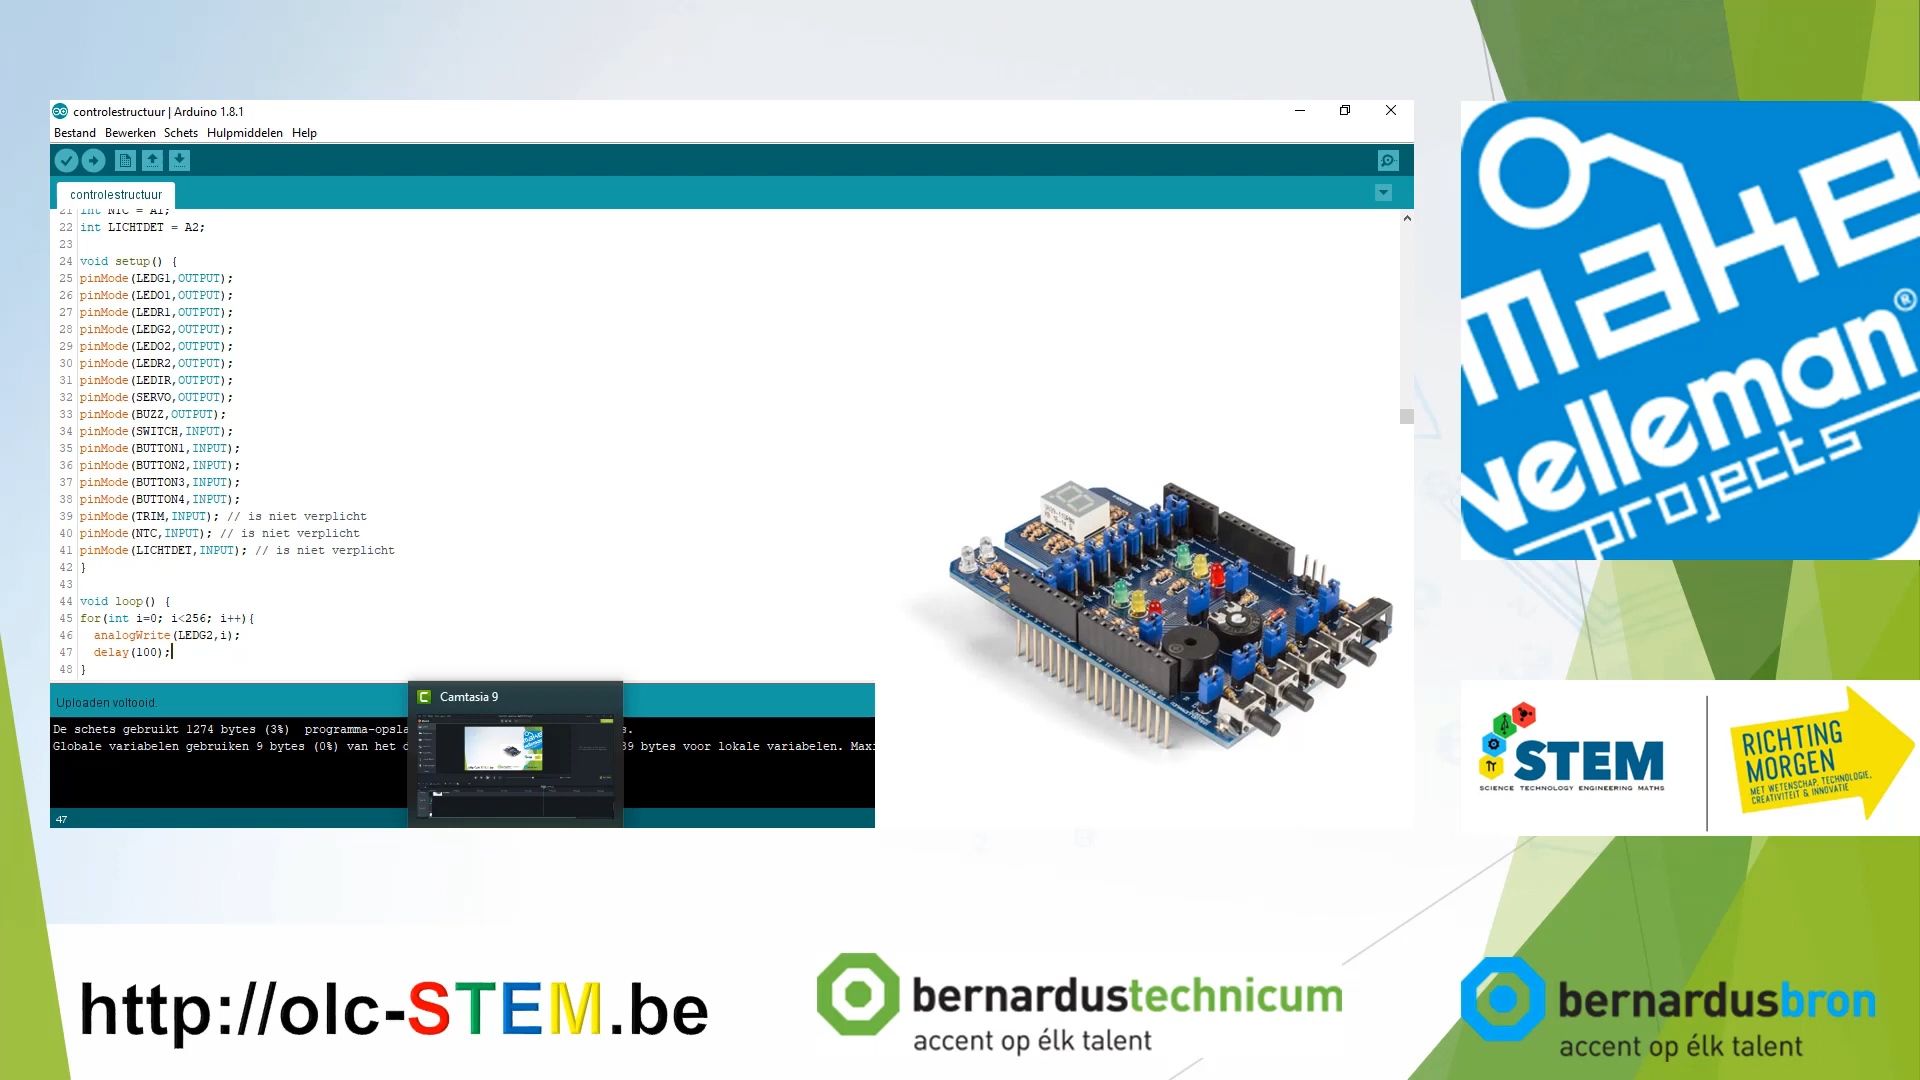 controlestructuur | Arduino 1.8.1
Bestand Bewerken Schets Hulpmiddelen Help
controlestructuur
21 int NTC = A1;
22 int LICHTDET = A2;
23
24 void setup() {
25 pinMode(LEDG1,OUTPUT);
26 pinMode(LEDO1,OUTPUT);
27 pinMode(LEDR1,OUTPUT);
28 pinMode(LEDG2,OUTPUT);
29 pinMode(LEDO2,OUTPUT);
30 pinMode(LEDR2,OUTPUT);
31 pinMode(LEDIR,OUTPUT);
32 pinMode(SERVO,OUTPUT);
33 pinMode(BUZZ,OUTPUT);
34 pinMode(SWITCH,INPUT);
35 pinMode(BUTTON1,INPUT);
36 pinMode(BUTTON2,INPUT);
37 pinMode(BUTTON3,INPUT);
38 pinMode(BUTTON4,INPUT);
39 pinMode(TRIM,INPUT); // is niet verplicht
40 pinMode(NTC,INPUT); // is niet verplicht
41 pinMode(LICHTDET,INPUT); // is niet verplicht
42 }
43
44 void loop() {
45 for(int i=0; i<256; i++){
46 analogWrite(LEDG2,i);
47 delay(100);
48 }
Uploaden voltooid.
Camtasia 9
De schets gebruikt 1274 bytes (3%) programma-opsla s.
Globale variabelen gebruiken 9 bytes (0%) van het d 39 bytes voor lokale variabelen. Maxi
47
make
velleman®
projects
STEM
SCIENCE TECHNOLOGY ENGINEERING MATHS
RICHTING
MORGEN
MET WETENSCHAP, TECHNOLOGIE,
CREATIVITEIT & INNOVATIE
http://olc-STEM.be
bernardustechnicum
accent op élk talent
bernardusbron
accent op élk talent